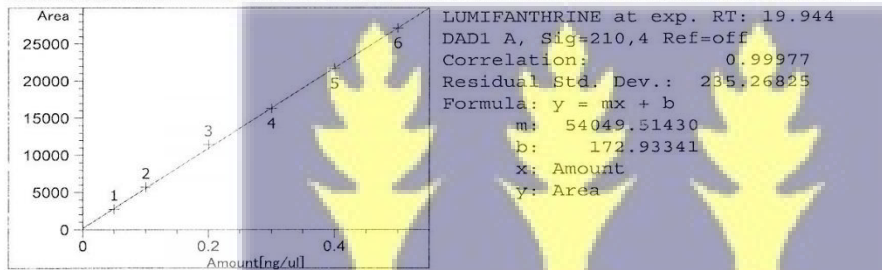 Area
25000
20000
15000
10000
5000
0
1
2
3
4
5
6
0
0.2
0.4
Amount[ng/ul]
LUMIFANTHRINE at exp. RT: 19.944
DAD1 A, Sig=210,4 Ref=off
Correlation: 0.99977
Residual Std. Dev.: 235.26825
Formula: y = mx + b
m: 54049.51430
b: 172.93341
x: Amount
y: Area